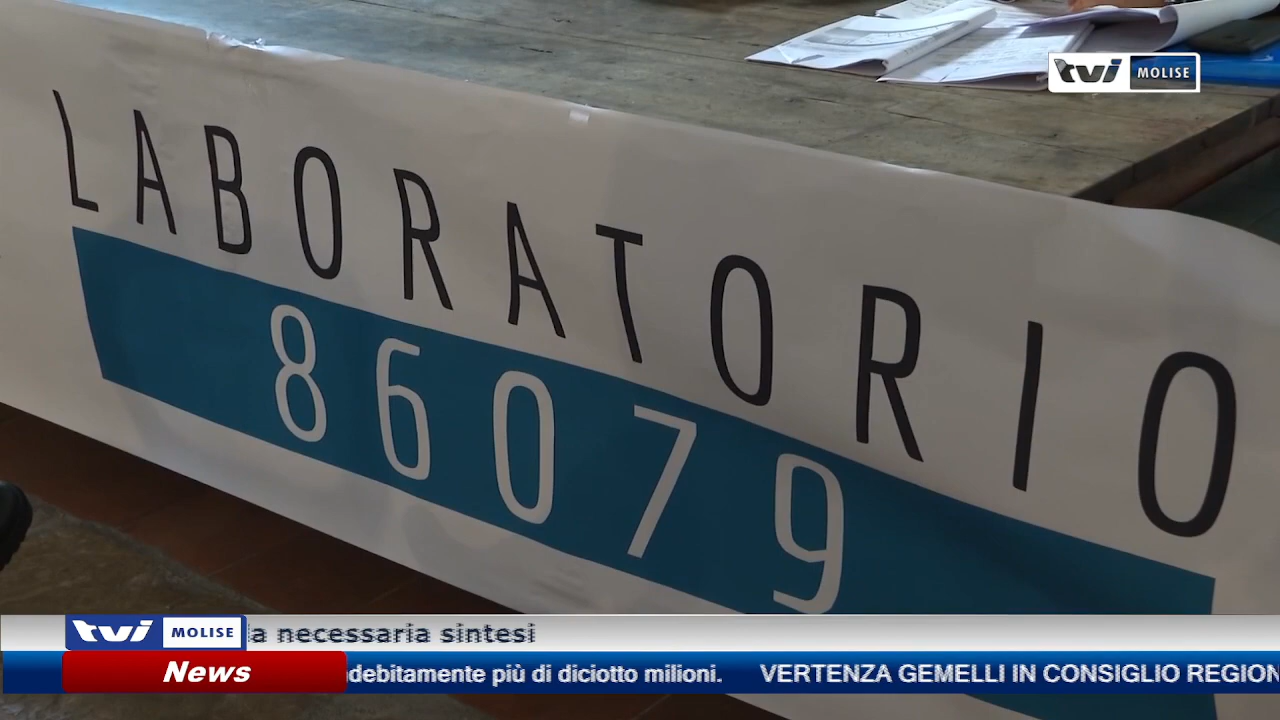 tvi MOLISE
LABORATORIO
86079
tvi MOLISE
la necessaria sintesi
News
debitamente più di diciotto milioni. VERTENZA GEMELLI IN CONSIGLIO REGION